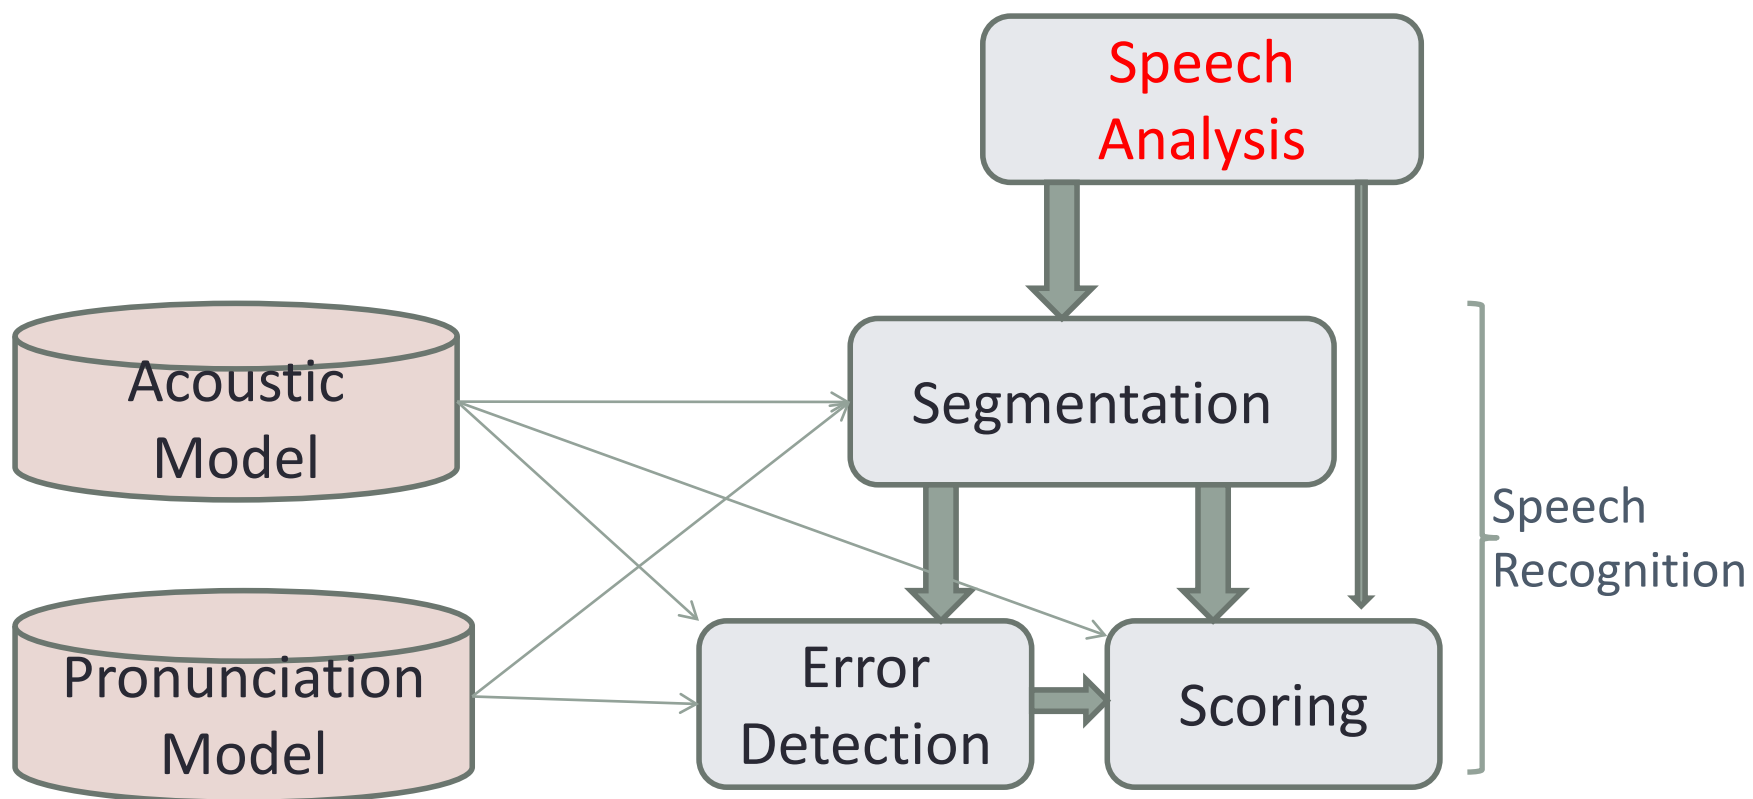 Speech
Analysis
Acoustic
Model
Segmentation
Speech
Recognition
Pronunciation
Model
Error
Detection
Scoring